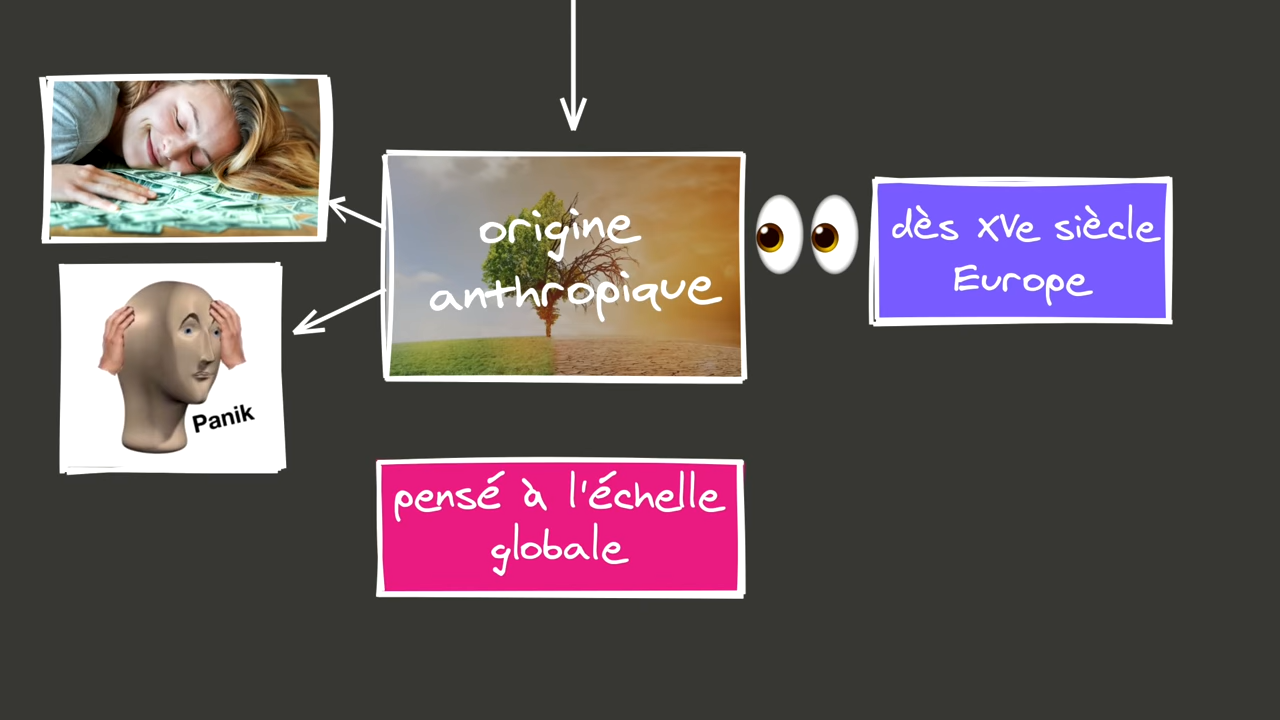 origine
anthropique
dès XVe siècle
Europe
Panik
pensé à l'échelle
globale